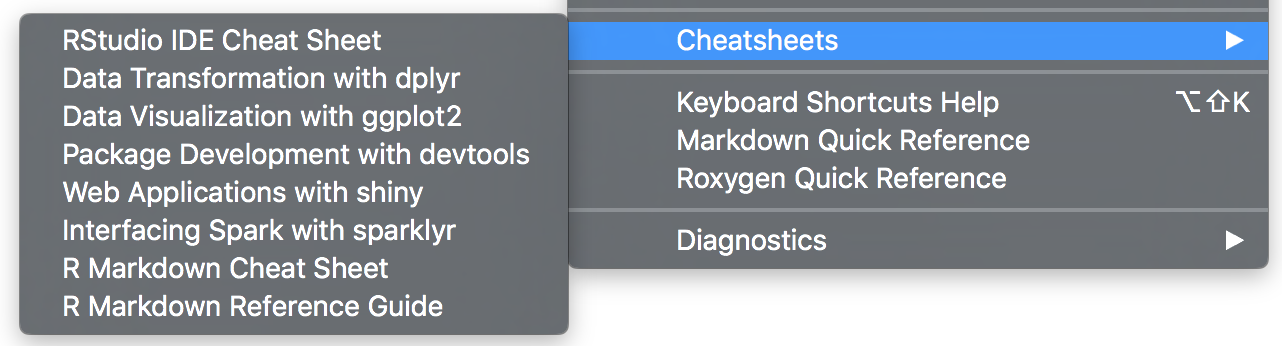 RStudio IDE Cheat Sheet
Data Transformation with dplyr
Data Visualization with ggplot2
Package Development with devtools
Web Applications with shiny
Interfacing Spark with sparklyr
R Markdown Cheat Sheet
R Markdown Reference Guide
Cheatsheets ▶
Keyboard Shortcuts Help ⌥⇧K
Markdown Quick Reference
Roxygen Quick Reference
Diagnostics ▶